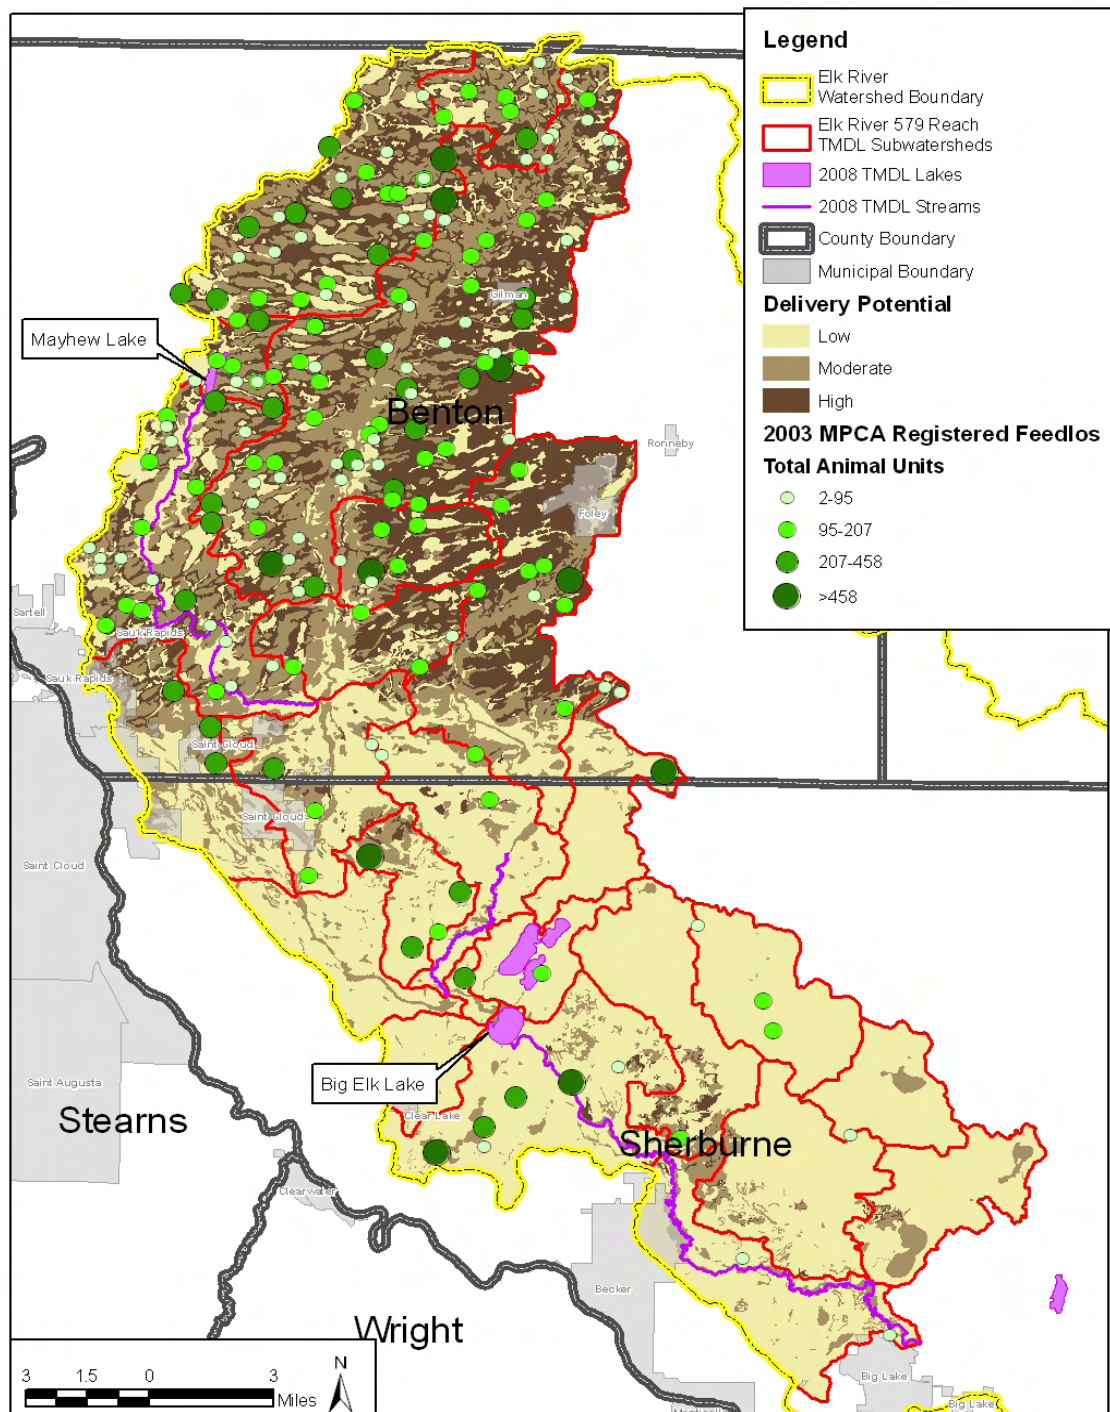 Legend
Elk River
Watershed Boundary
Elk River 579 Reach
TMDL Subwatersheds
2008 TMDL Lakes
2008 TMDL Streams
County Boundary
Municipal Boundary
Delivery Potential
Low
Moderate
High
2003 MPCA Registered Feedlos
Total Animal Units
2-95
95-207
207-458
>458
Gilman
Mayhew Lake
Benton
Ronneby
Foley
Sartell
Sauk Rapids
Sauk Rapids
Saint Cloud
Saint Cloud
Saint Cloud
Saint Augusta
Big Elk Lake
Clear Lake
Stearns
Sherburne
Clearwater
Becker
Wright
Big Lake
Big Lake
3 1.5 0 3
Miles
N